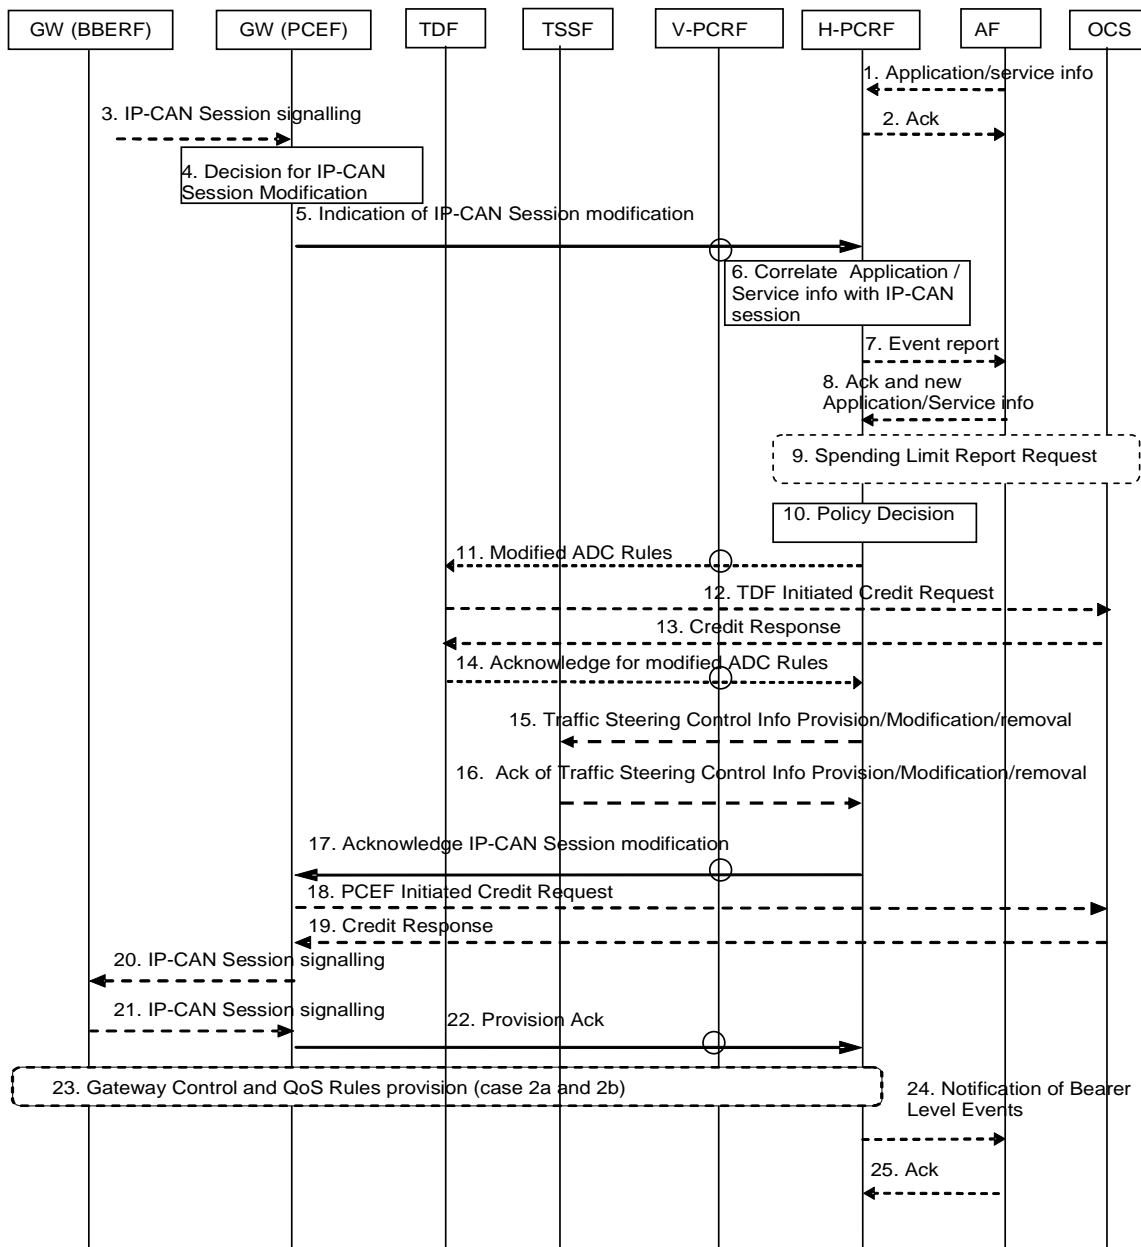 GW (BBERF)
GW (PCEF)
TDF
TSSF
V-PCRF
H-PCRF
AF
OCS
1. Application/service info
2. Ack
3. IP-CAN Session signalling
4. Decision for IP-CAN
Session Modification
5. Indication of IP-CAN Session modification
6. Correlate Application /
Service info with IP-CAN
session
7. Event report
8. Ack and new
Application/Service info
9. Spending Limit Report Request
10. Policy Decision
11. Modified ADC Rules
12. TDF Initiated Credit Request
13. Credit Response
14. Acknowledge for modified ADC Rules
15. Traffic Steering Control Info Provision/Modification/removal
16. Ack of Traffic Steering Control Info Provision/Modification/removal
17. Acknowledge IP-CAN Session modification
18. PCEF Initiated Credit Request
19. Credit Response
20. IP-CAN Session signalling
21. IP-CAN Session signalling
22. Provision Ack
23. Gateway Control and QoS Rules provision (case 2a and 2b)
24. Notification of Bearer
Level Events
25. Ack